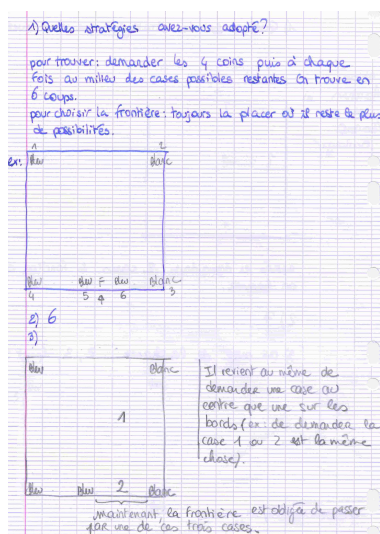 1) Quelles stratégies avez-vous adopté ?
pour trouver : demander les 4 coins puis à chaque
fois au milieu des cases possibles restantes On trouve en
6 coups.
pour choisir la frontière : toujours la placer où il reste le plus
de possibilités.
1 2
ex: Bleu Blanc
Bleu Bleu F Bleu Blanc
4 5 6 3
2) 6
3)
Bleu Blanc
Il revient au même de
demander une case au
centre que une sur les
bords (ex: de demander la
case 1 ou 2 est la même
chose).
1
Bleu Bleu 2 Blanc
maintenant, la frontière est obligée de passer
par une de ces trois cases.